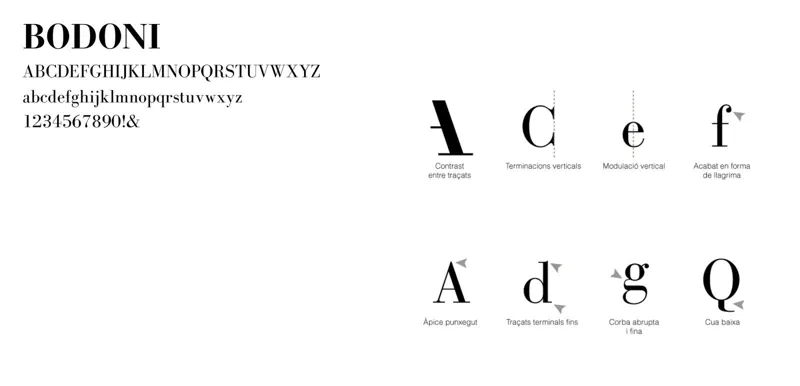 BODONI
ABCDEFGHIJKLMNOPQRSTUVWXYZ
abcdefghijklmnopqrstuvwxyz
1234567890!&
A
C
e
f
Contrast
entre traçats
Terminacions verticals
Modulació vertical
Acabat en forma
de llagrima
A
d
g
Q
Àpice punxegut
Traçats terminals fins
Corba abrupta
i fina
Cua baixa